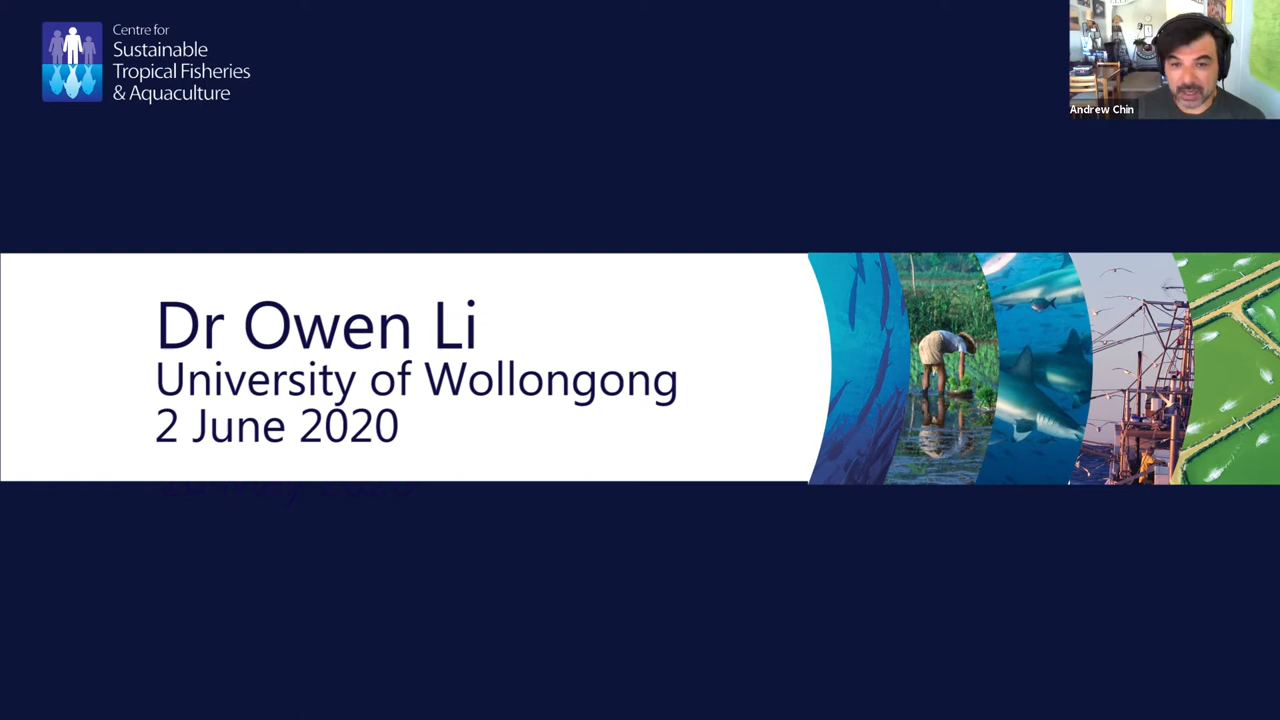 Centre for
Sustainable
Tropical Fisheries
& Aquaculture
Andrew Chin
Dr Owen Li
University of Wollongong
2 June 2020